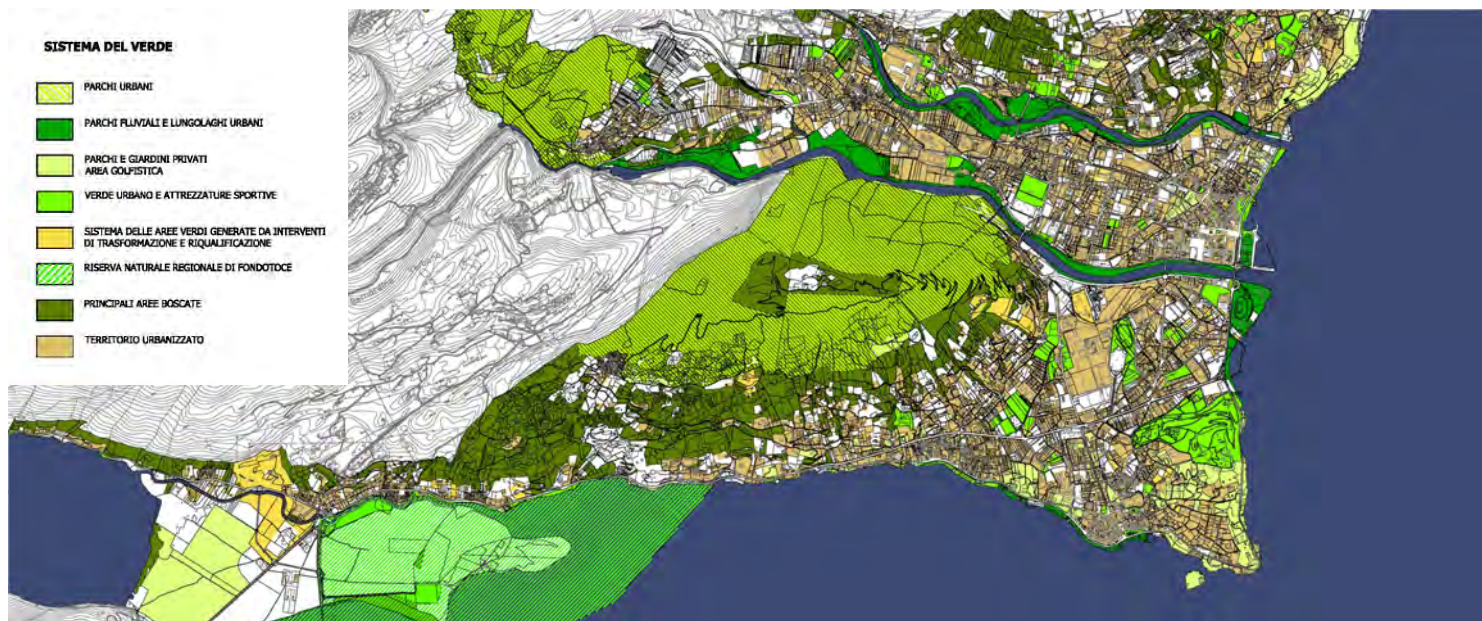 SISTEMA DEL VERDE
PARCHI URBANI
PARCHI FLUVIALI E LUNGOLAGHI URBANI
PARCHI E GIARDINI PRIVATI
AREA GOLFISTICA
VERDE URBANO E ATTREZZATURE SPORTIVE
SISTEMA DELLE AREE VERDI GENERATE DA INTERVENTI
DI TRASFORMAZIONE E RIQUALIFICAZIONE
RISERVA NATURALE REGIONALE DI FONDOTOCE
PRINCIPALI AREE BOSCATE
TERRITORIO URBANIZZATO